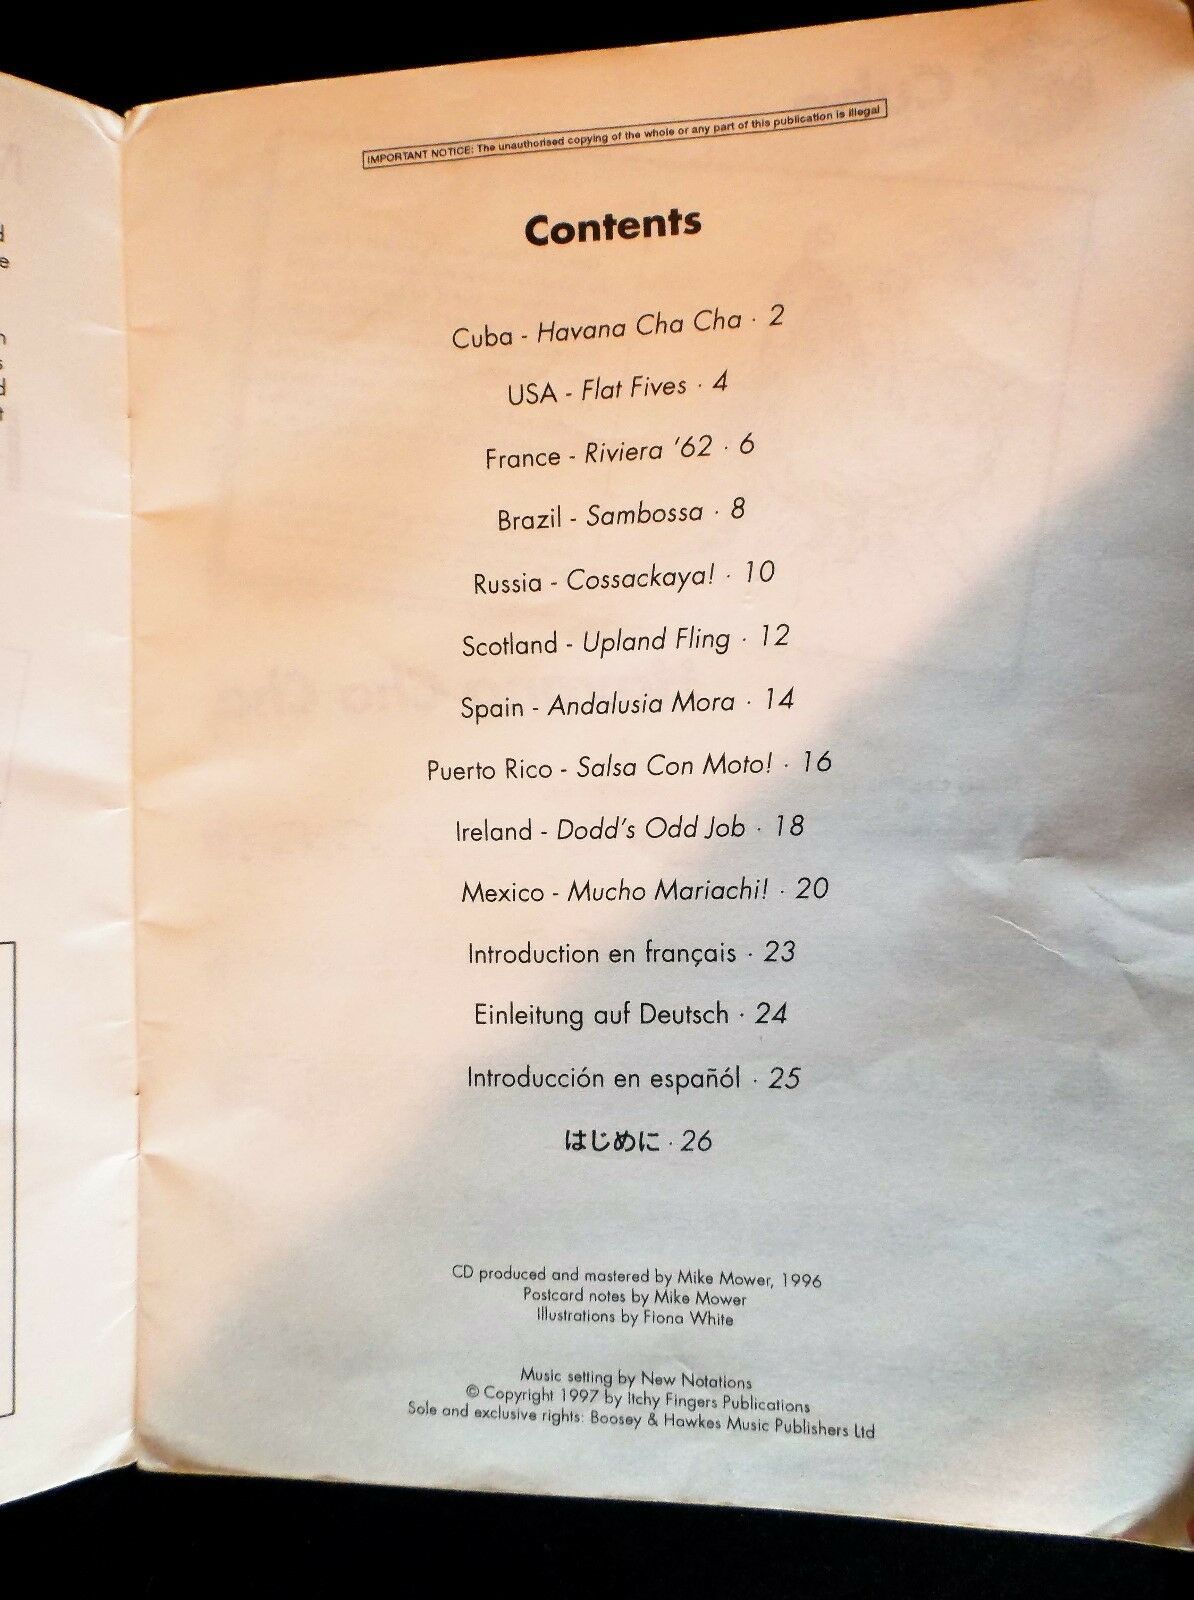 IMPORTANT NOTICE: The unauthorised copying of the whole or any part of this publication is illegal
Contents
Cuba - Havana Cha Cha · 2
USA - Flat Fives · 4
France - Riviera '62 · 6
Brazil - Sambossa · 8
Russia - Cossackaya! · 10
Scotland - Upland Fling · 12
Spain - Andalusia Mora · 14
Puerto Rico - Salsa Con Moto! · 16
Ireland - Dodd's Odd Job · 18
Mexico - Mucho Mariachi! · 20
Introduction en français · 23
Einleitung auf Deutsch · 24
Introducción en españól · 25
はじめに · 26
CD produced and mastered by Mike Mower, 1996
Postcard notes by Mike Mower
Illustrations by Fiona White
Music setting by New Notations
© Copyright 1997 by Itchy Fingers Publications
Sole and exclusive rights: Boosey & Hawkes Music Publishers Ltd